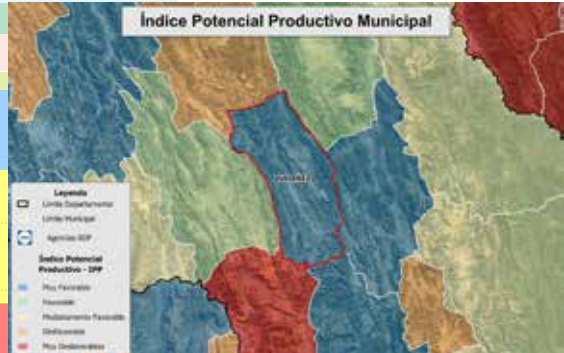 Índice Potencial Productivo Municipal
Leyenda
Límite Departamental
Límite Municipal
Agencias BDP
Índice Potencial
Productivo - IPP
Muy Favorable
Favorable
Medianamente Favorable
Desfavorable
Muy Desfavorable